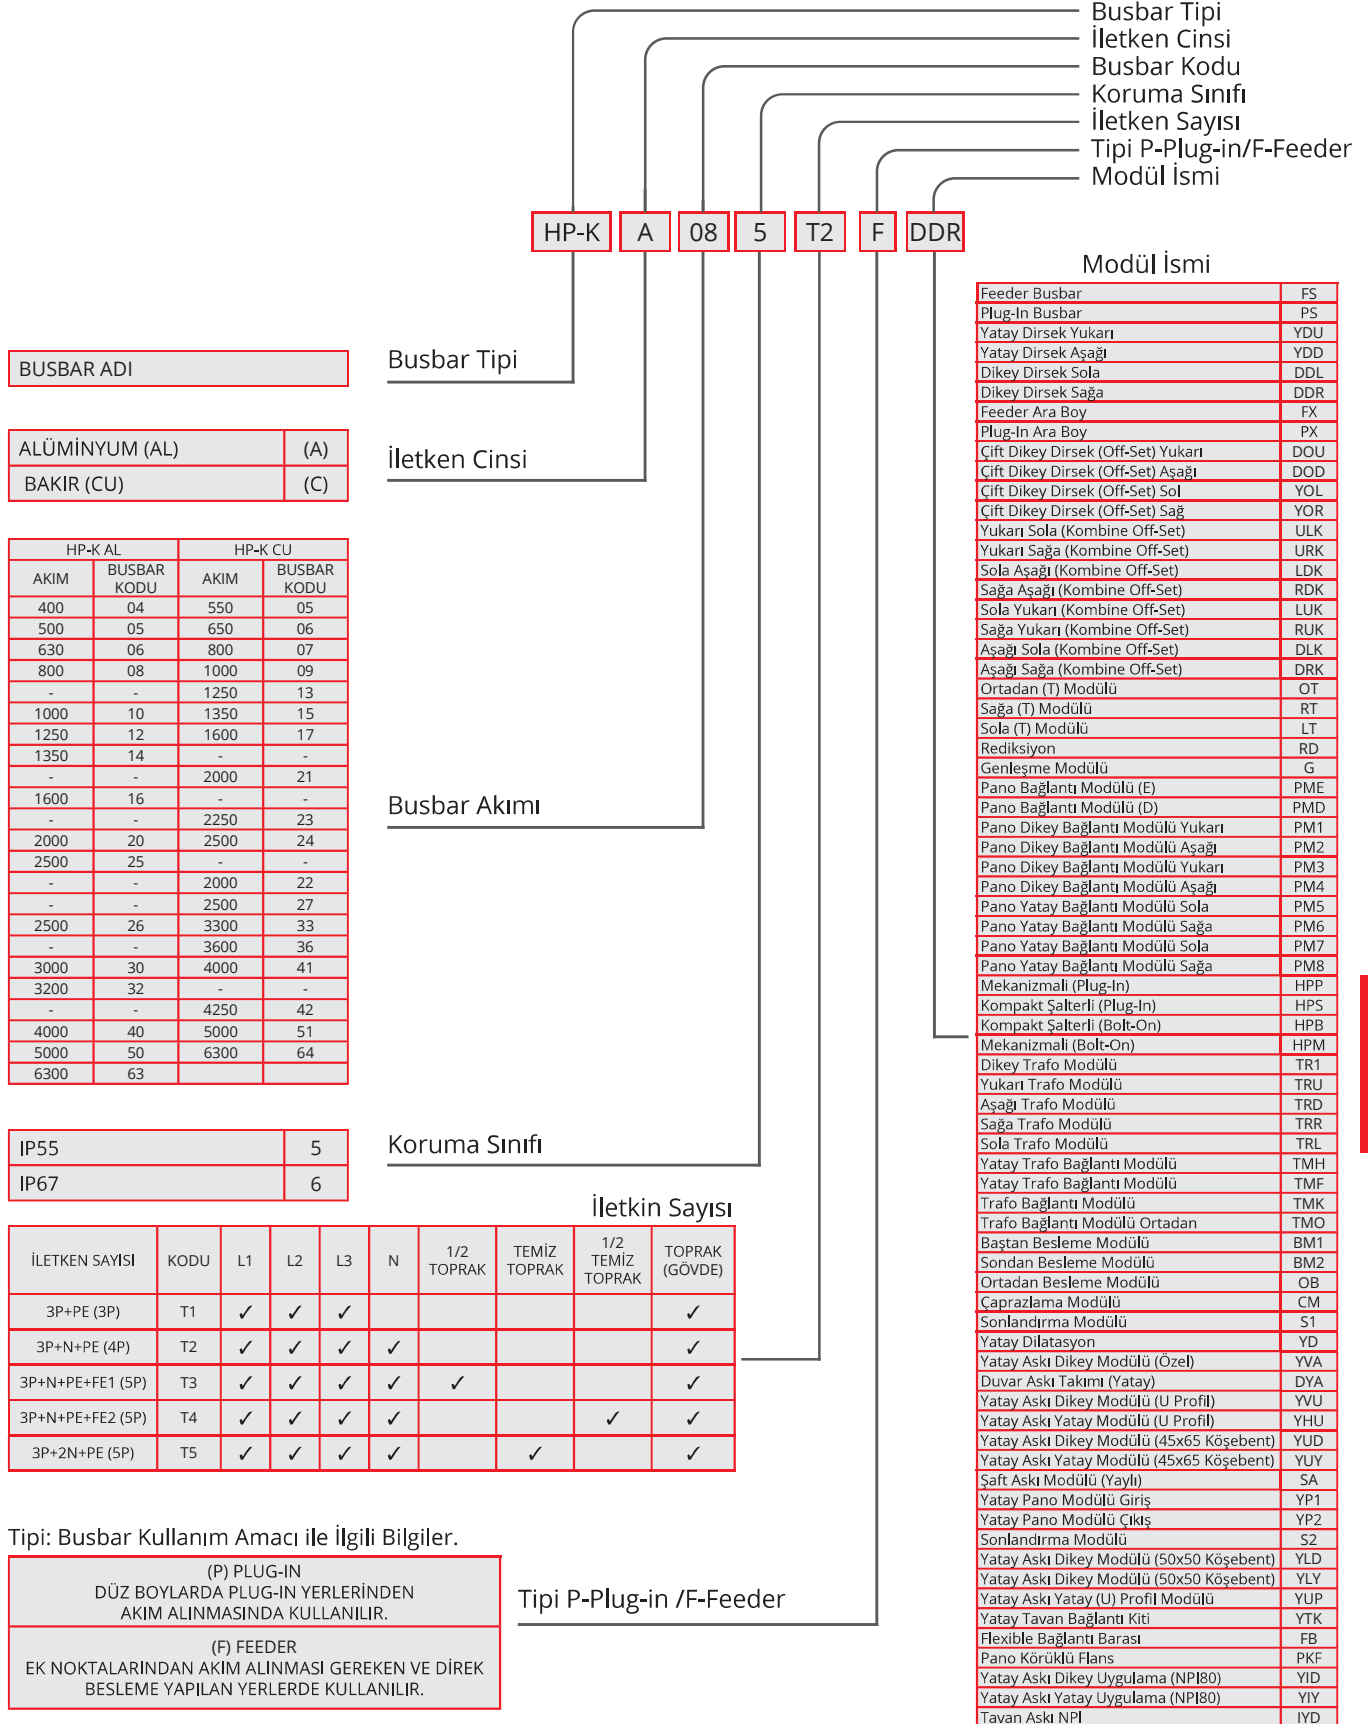 Busbar Tipi
İletken Cinsi
Busbar Kodu
Koruma Sınıfı
İletken Sayısı
Tipi P-Plug-in/F-Feeder
Modül İsmi
HP-K A 08 5 T2 F DDR
BUSBAR ADI
Busbar Tipi
ALÜMİNYUM (AL) (A)
BAKIR (CU) (C)
İletken Cinsi
HP-K AL HP-K CU
AKIM BUSBAR KODU AKIM BUSBAR KODU
400 04 550 05
500 05 650 06
630 06 800 07
800 08 1000 09
- - 1250 13
1000 10 1350 15
1250 12 1600 17
1350 14 - -
- - 2000 21
1600 16 - -
- - 2250 23
2000 20 2500 24
2500 25 - -
- - 2000 22
- - 2500 27
2500 26 3300 33
- - 3600 36
3000 30 4000 41
3200 32 - -
- - 4250 42
4000 40 5000 51
5000 50 6300 64
6300 63
Busbar Akımı
IP55 5
IP67 6
Koruma Sınıfı
İletkin Sayısı
İLETKEN SAYISI KODU L1 L2 L3 N 1/2 TOPRAK TEMİZ TOPRAK 1/2 TEMİZ TOPRAK TOPRAK (GÖVDE)
3P+PE (3P) T1 ✓ ✓ ✓ ✓
3P+N+PE (4P) T2 ✓ ✓ ✓ ✓ ✓
3P+N+PE+FE1 (5P) T3 ✓ ✓ ✓ ✓ ✓ ✓
3P+N+PE+FE2 (5P) T4 ✓ ✓ ✓ ✓ ✓ ✓
3P+2N+PE (5P) T5 ✓ ✓ ✓ ✓ ✓ ✓
Tipi: Busbar Kullanım Amacı ile İlgili Bilgiler.
(P) PLUG-IN
DÜZ BOYLARDA PLUG-IN YERLERİNDEN
AKIM ALINMASINDA KULLANILIR.
(F) FEEDER
EK NOKTALARINDAN AKIM ALINMASI GEREKEN VE DİREK
BESLEME YAPILAN YERLERDE KULLANILIR.
Tipi P-Plug-in /F-Feeder
Modül İsmi
Feeder Busbar FS
Plug-In Busbar PS
Yatay Dirsek Yukarı YDU
Yatay Dirsek Aşağı YDD
Dikey Dirsek Sola DDL
Dikey Dirsek Sağa DDR
Feeder Ara Boy FX
Plug-In Ara Boy PX
Çift Dikey Dirsek (Off-Set) Yukarı DOU
Çift Dikey Dirsek (Off-Set) Aşağı DOD
Çift Dikey Dirsek (Off-Set) Sol YOL
Çift Dikey Dirsek (Off-Set) Sağ YOR
Yukarı Sola (Kombine Off-Set) ULK
Yukarı Sağa (Kombine Off-Set) URK
Sola Aşağı (Kombine Off-Set) LDK
Sağa Aşağı (Kombine Off-Set) RDK
Sola Yukarı (Kombine Off-Set) LUK
Sağa Yukarı (Kombine Off-Set) RUK
Aşağı Sola (Kombine Off-Set) DLK
Aşağı Sağa (Kombine Off-Set) DRK
Ortadan (T) Modülü OT
Sağa (T) Modülü RT
Sola (T) Modülü LT
Rediksiyon RD
Genleşme Modülü G
Pano Bağlantı Modülü (E) PME
Pano Bağlantı Modülü (D) PMD
Pano Dikey Bağlantı Modülü Yukarı PM1
Pano Dikey Bağlantı Modülü Aşağı PM2
Pano Dikey Bağlantı Modülü Yukarı PM3
Pano Dikey Bağlantı Modülü Aşağı PM4
Pano Yatay Bağlantı Modülü Sola PM5
Pano Yatay Bağlantı Modülü Sağa PM6
Pano Yatay Bağlantı Modülü Sola PM7
Pano Yatay Bağlantı Modülü Sağa PM8
Mekanizmali (Plug-In) HPP
Kompakt Şalterli (Plug-In) HPS
Kompakt Şalterli (Bolt-On) HPB
Mekanizmali (Bolt-On) HPM
Dikey Trafo Modülü TR1
Yukarı Trafo Modülü TRU
Aşağı Trafo Modülü TRD
Sağa Trafo Modülü TRR
Sola Trafo Modülü TRL
Yatay Trafo Bağlantı Modülü TMH
Yatay Trafo Bağlantı Modülü TMF
Trafo Bağlantı Modülü TMK
Trafo Bağlantı Modülü Ortadan TMO
Baştan Besleme Modülü BM1
Sondan Besleme Modülü BM2
Ortadan Besleme Modülü OB
Çaprazlama Modülü CM
Sonlandırma Modülü S1
Yatay Dilatasyon YD
Yatay Askı Dikey Modülü (Özel) YVA
Duvar Askı Takımı (Yatay) DYA
Yatay Askı Dikey Modülü (U Profil) YVU
Yatay Askı Yatay Modülü (U Profil) YHU
Yatay Askı Dikey Modülü (45x65 Köşebent) YUD
Yatay Askı Yatay Modülü (45x65 Köşebent) YUY
Şaft Askı Modülü (Yaylı) SA
Yatay Pano Modülü Giriş YP1
Yatay Pano Modülü Çıkış YP2
Sonlandırma Modülü S2
Yatay Askı Dikey Modülü (50x50 Köşebent) YLD
Yatay Askı Dikey Modülü (50x50 Köşebent) YLY
Yatay Askı Yatay (U) Profil Modülü YUP
Yatay Tavan Bağlantı Kiti YTK
Flexible Bağlantı Barası FB
Pano Körüklü Flans PKF
Yatay Askı Dikey Uygulama (NPI80) YID
Yatay Askı Yatay Uygulama (NPI80) YIY
Tavan Askı NPİ IYD